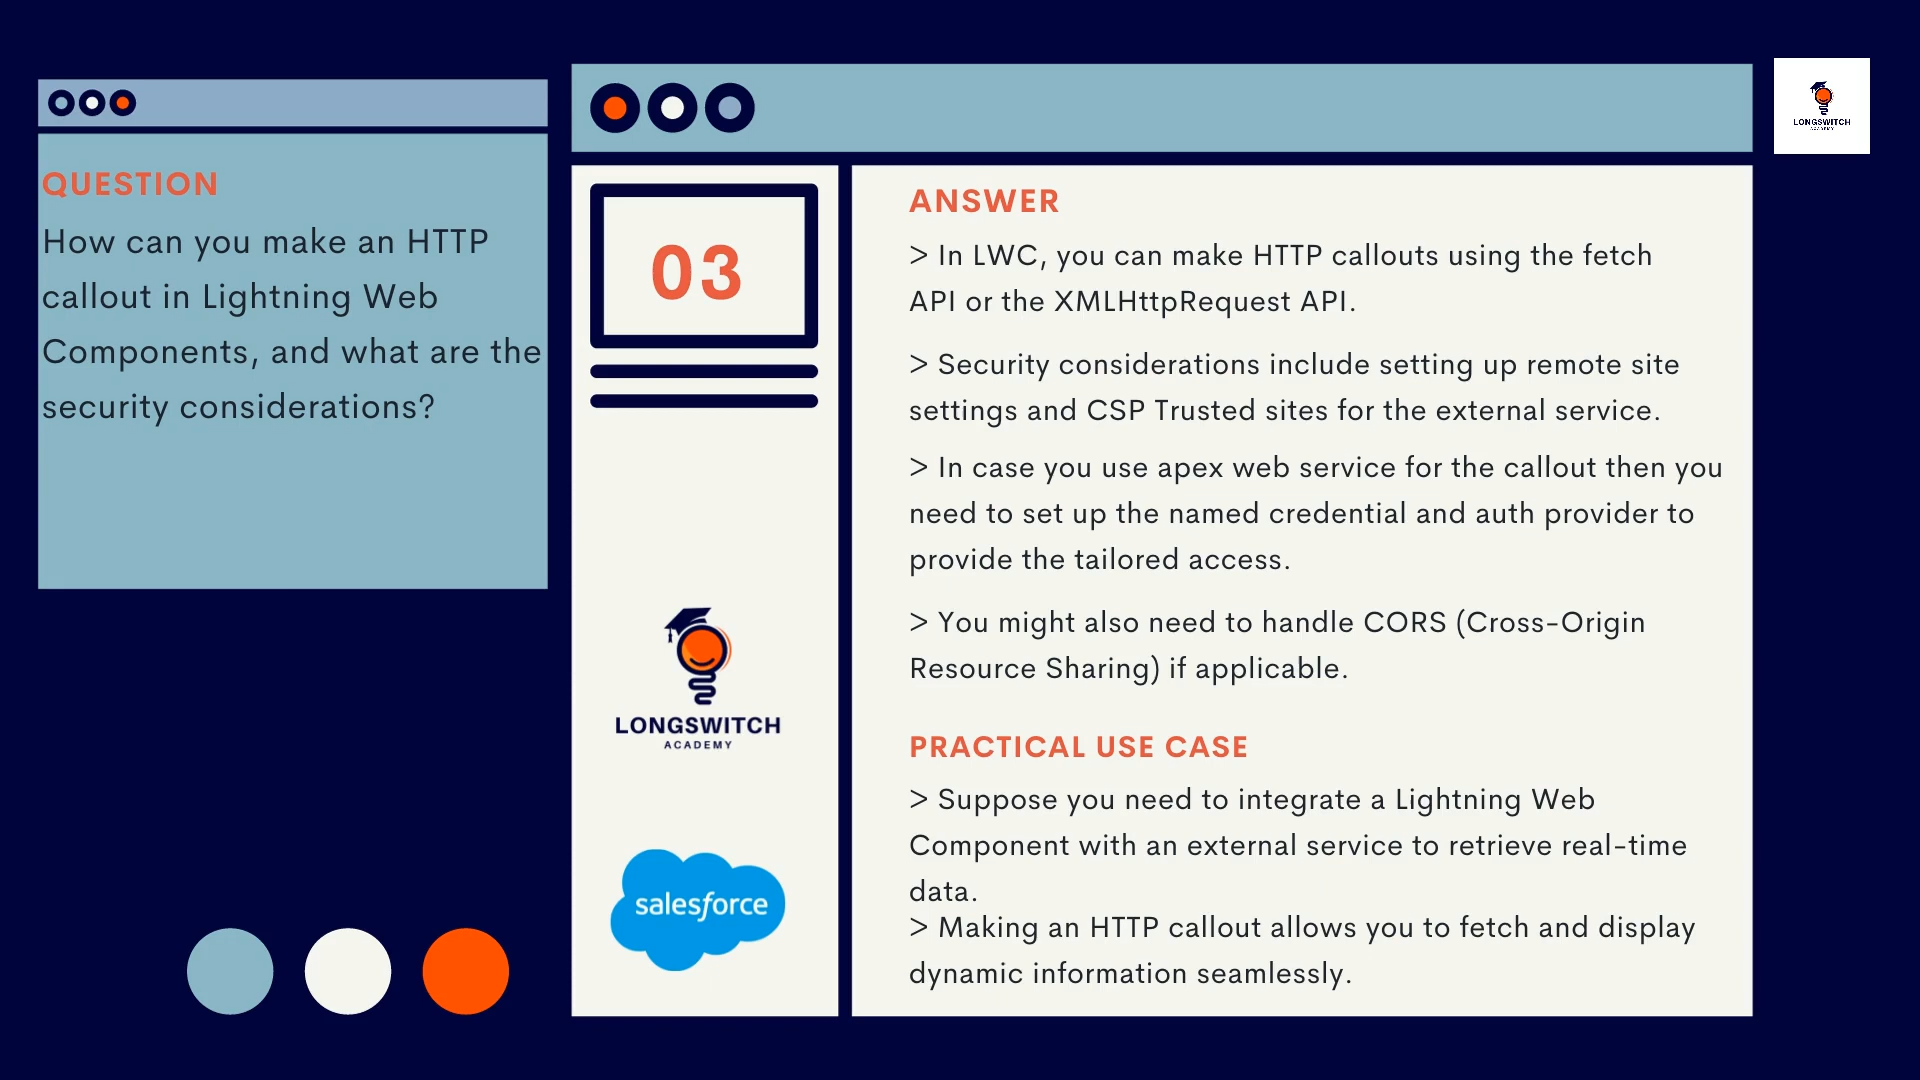 QUESTION
How can you make an HTTP
callout in Lightning Web
Components, and what are the
security considerations?
03
LONGSWITCH
ACADEMY
salesforce
ANSWER
> In LWC, you can make HTTP callouts using the fetch
API or the XMLHttpRequest API.
> Security considerations include setting up remote site
settings and CSP Trusted sites for the external service.
> In case you use apex web service for the callout then you
need to set up the named credential and auth provider to
provide the tailored access.
> You might also need to handle CORS (Cross-Origin
Resource Sharing) if applicable.
PRACTICAL USE CASE
> Suppose you need to integrate a Lightning Web
Component with an external service to retrieve real-time
data.
> Making an HTTP callout allows you to fetch and display
dynamic information seamlessly.
LONGSWITCH
ACADEMY